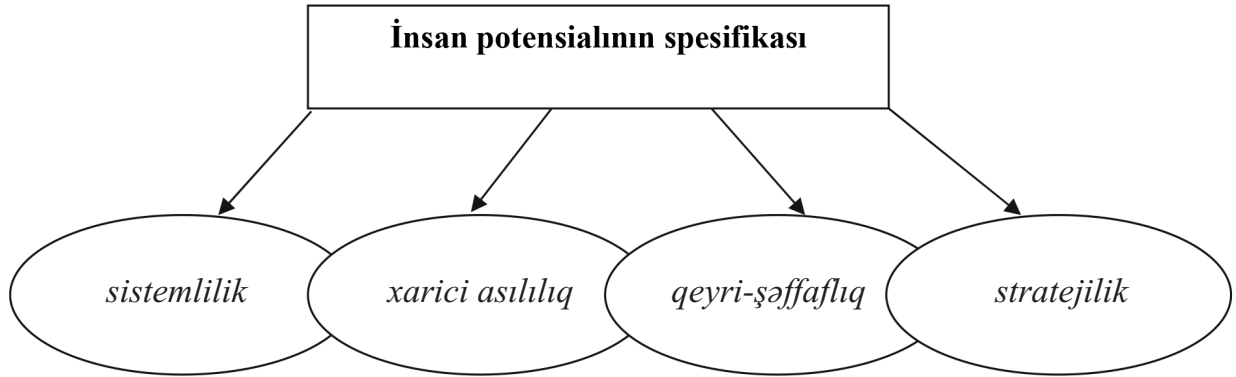 İnsan potensialının spesifikası
sistemlilik
xarici asılılıq
qeyri-şəffaflıq
stratejilik